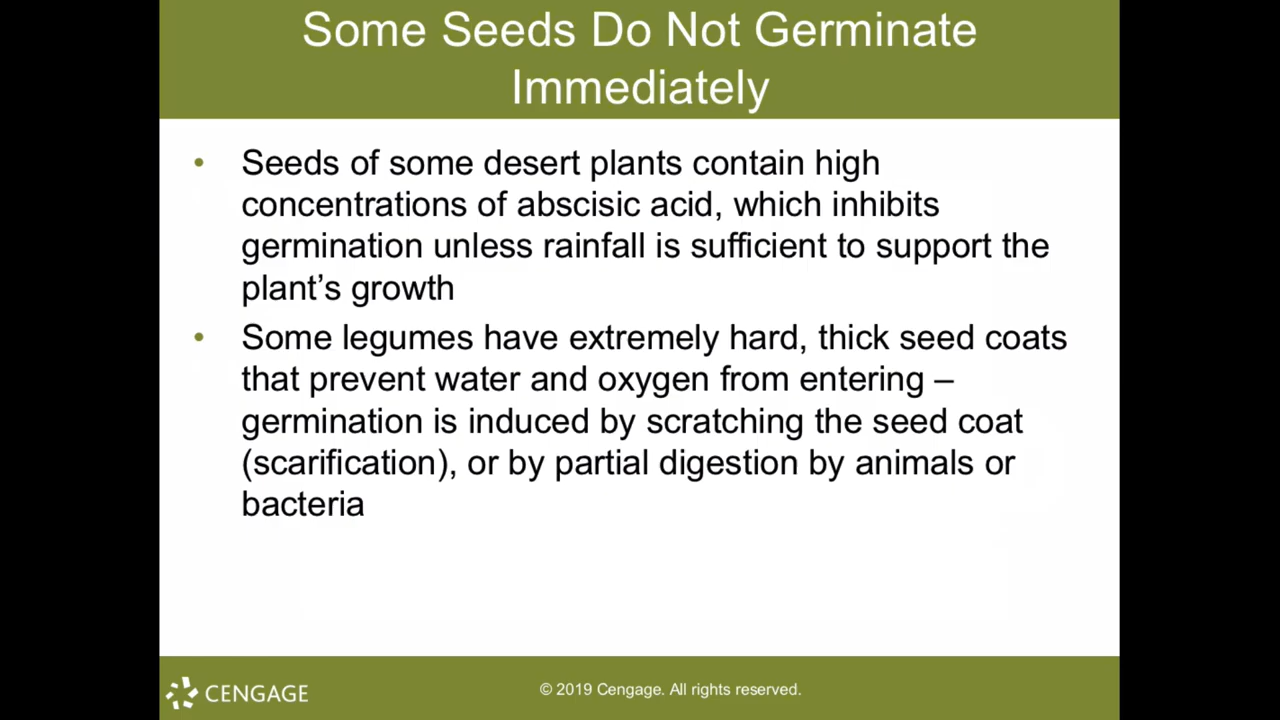 Some Seeds Do Not Germinate
Immediately
• Seeds of some desert plants contain high
concentrations of abscisic acid, which inhibits
germination unless rainfall is sufficient to support the
plant’s growth
• Some legumes have extremely hard, thick seed coats
that prevent water and oxygen from entering –
germination is induced by scratching the seed coat
(scarification), or by partial digestion by animals or
bacteria
CENGAGE
© 2019 Cengage. All rights reserved.